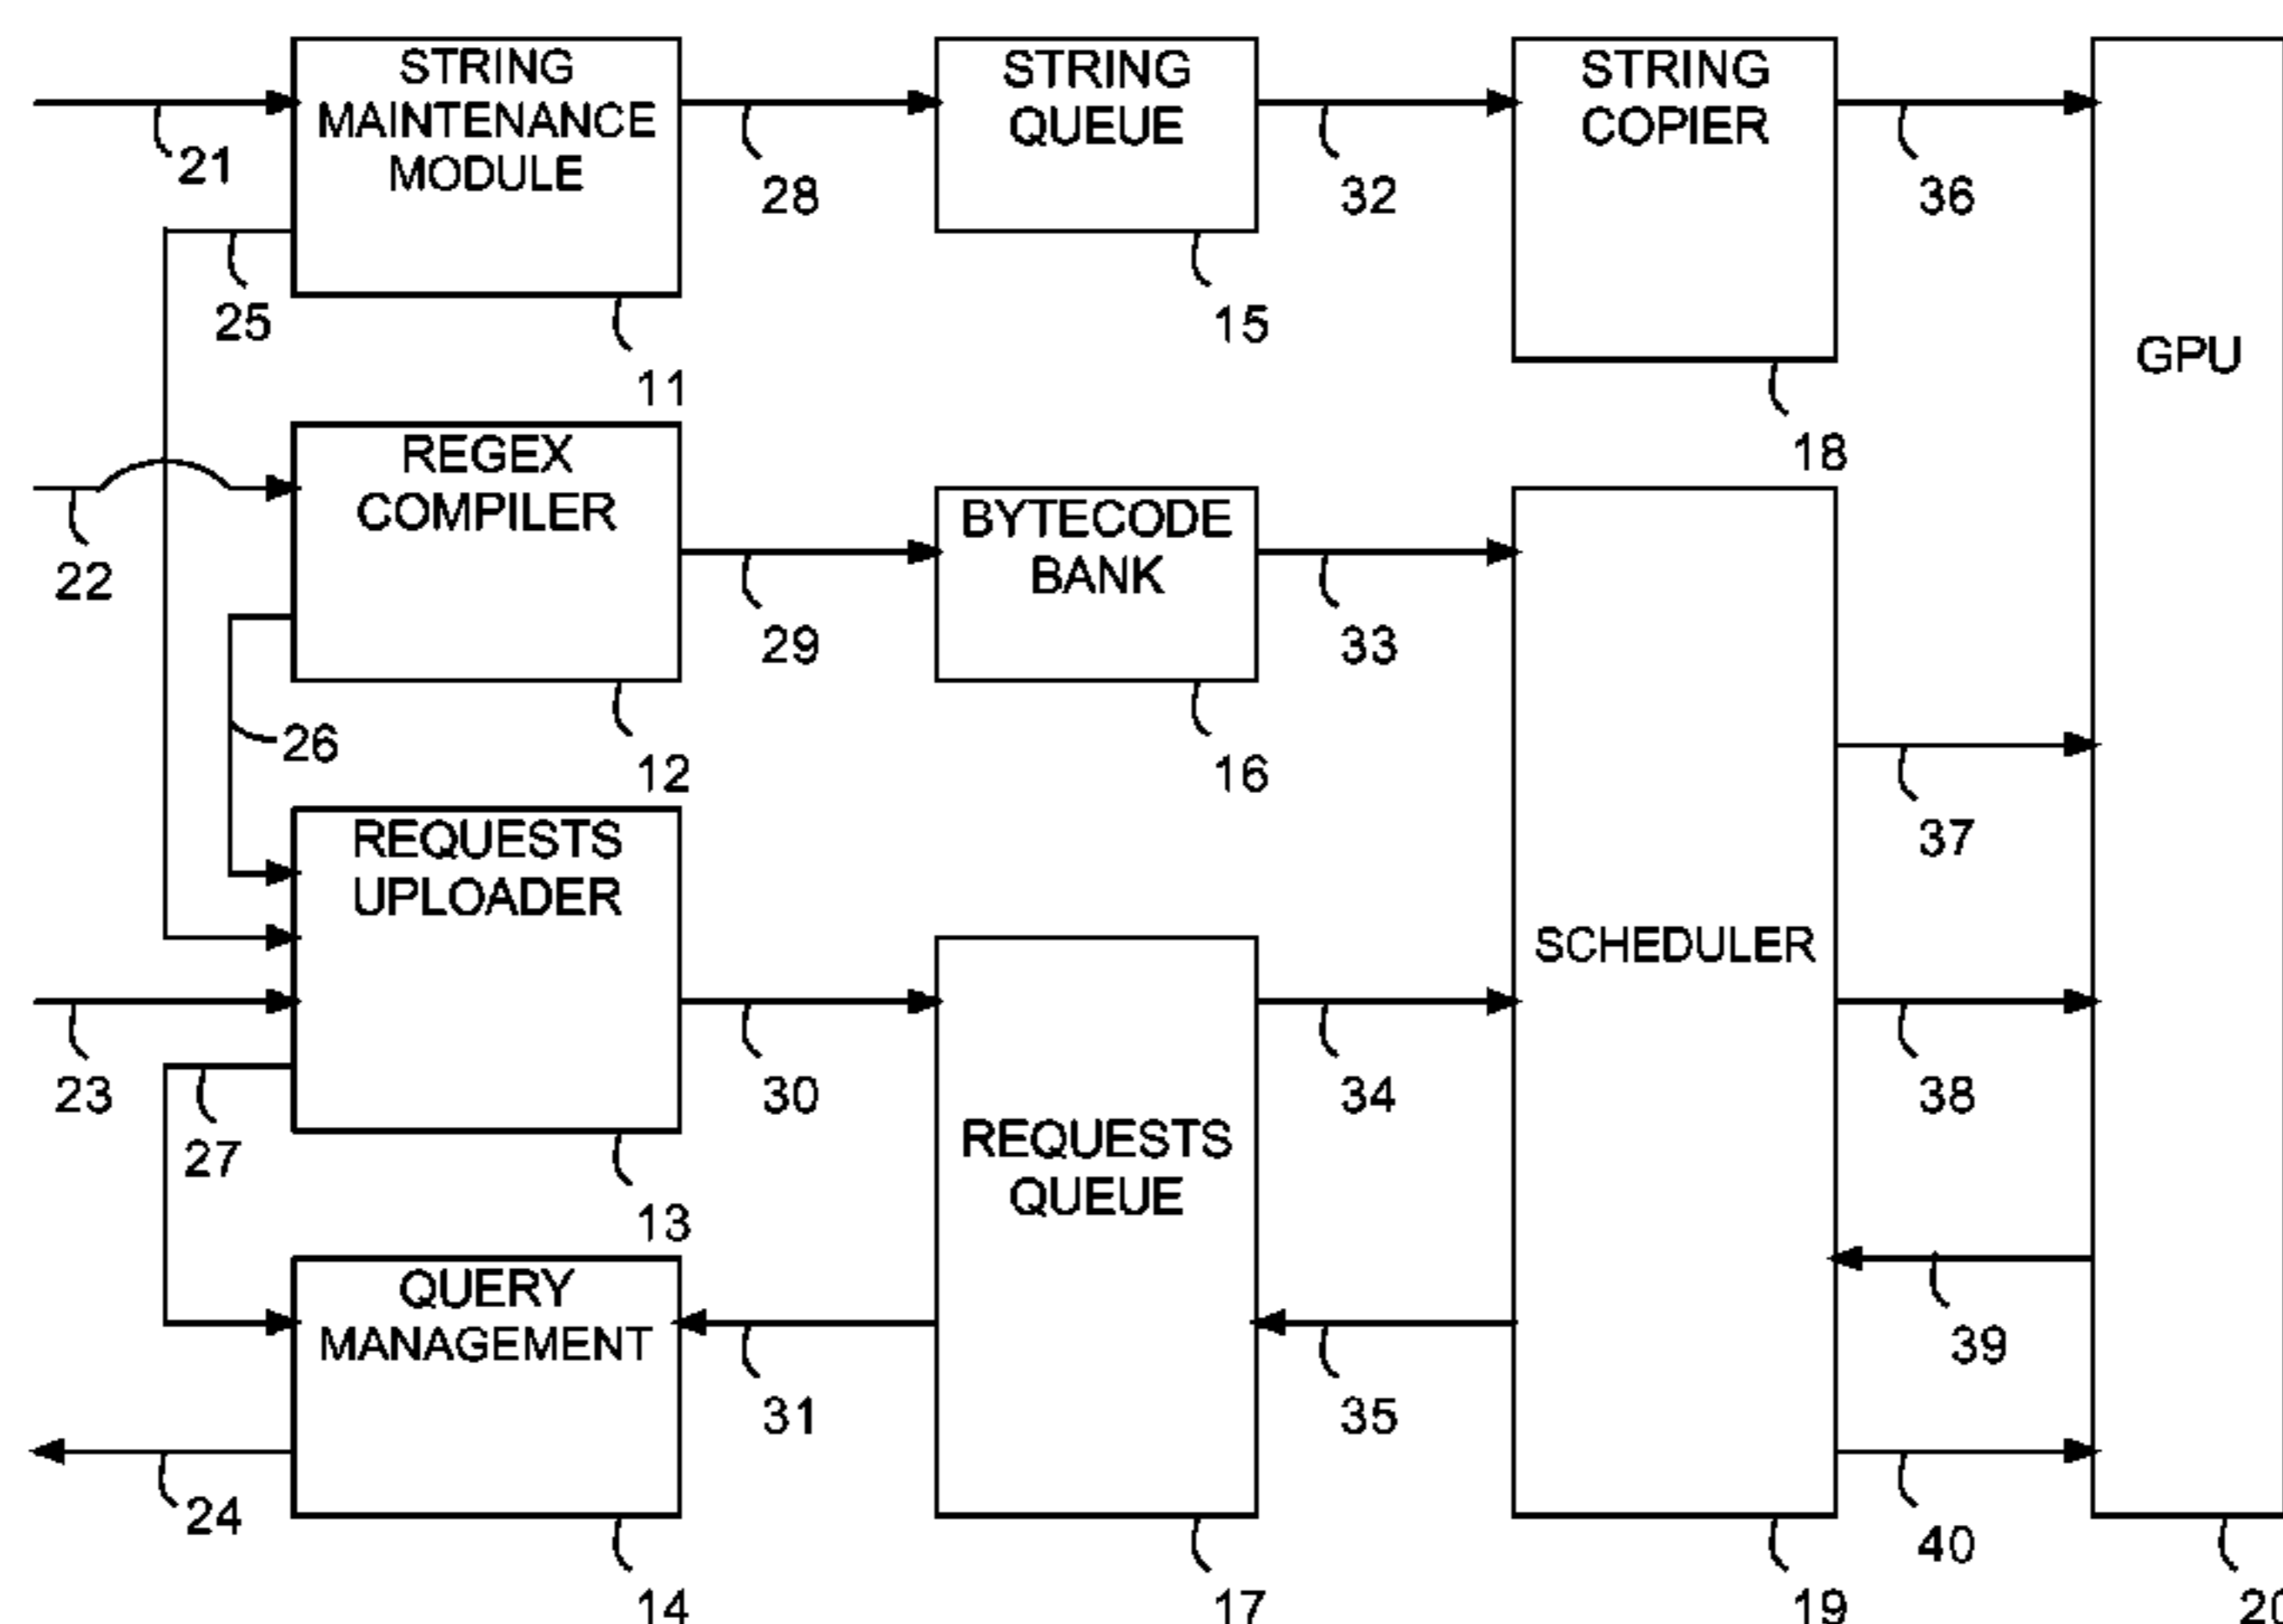 STRING
MAINTENANCE
MODULE
STRING
QUEUE
STRING
COPIER
21
28
32
36
25
15
GPU
11
18
REGEX
COMPILER
BYTECODE
BANK
22
29
33
26
12
16
37
REQUESTS
UPLOADER
SCHEDULER
23
30
34
38
27
REQUESTS
QUEUE
13
QUERY
MANAGEMENT
39
31
35
24
40
14
17
19
20